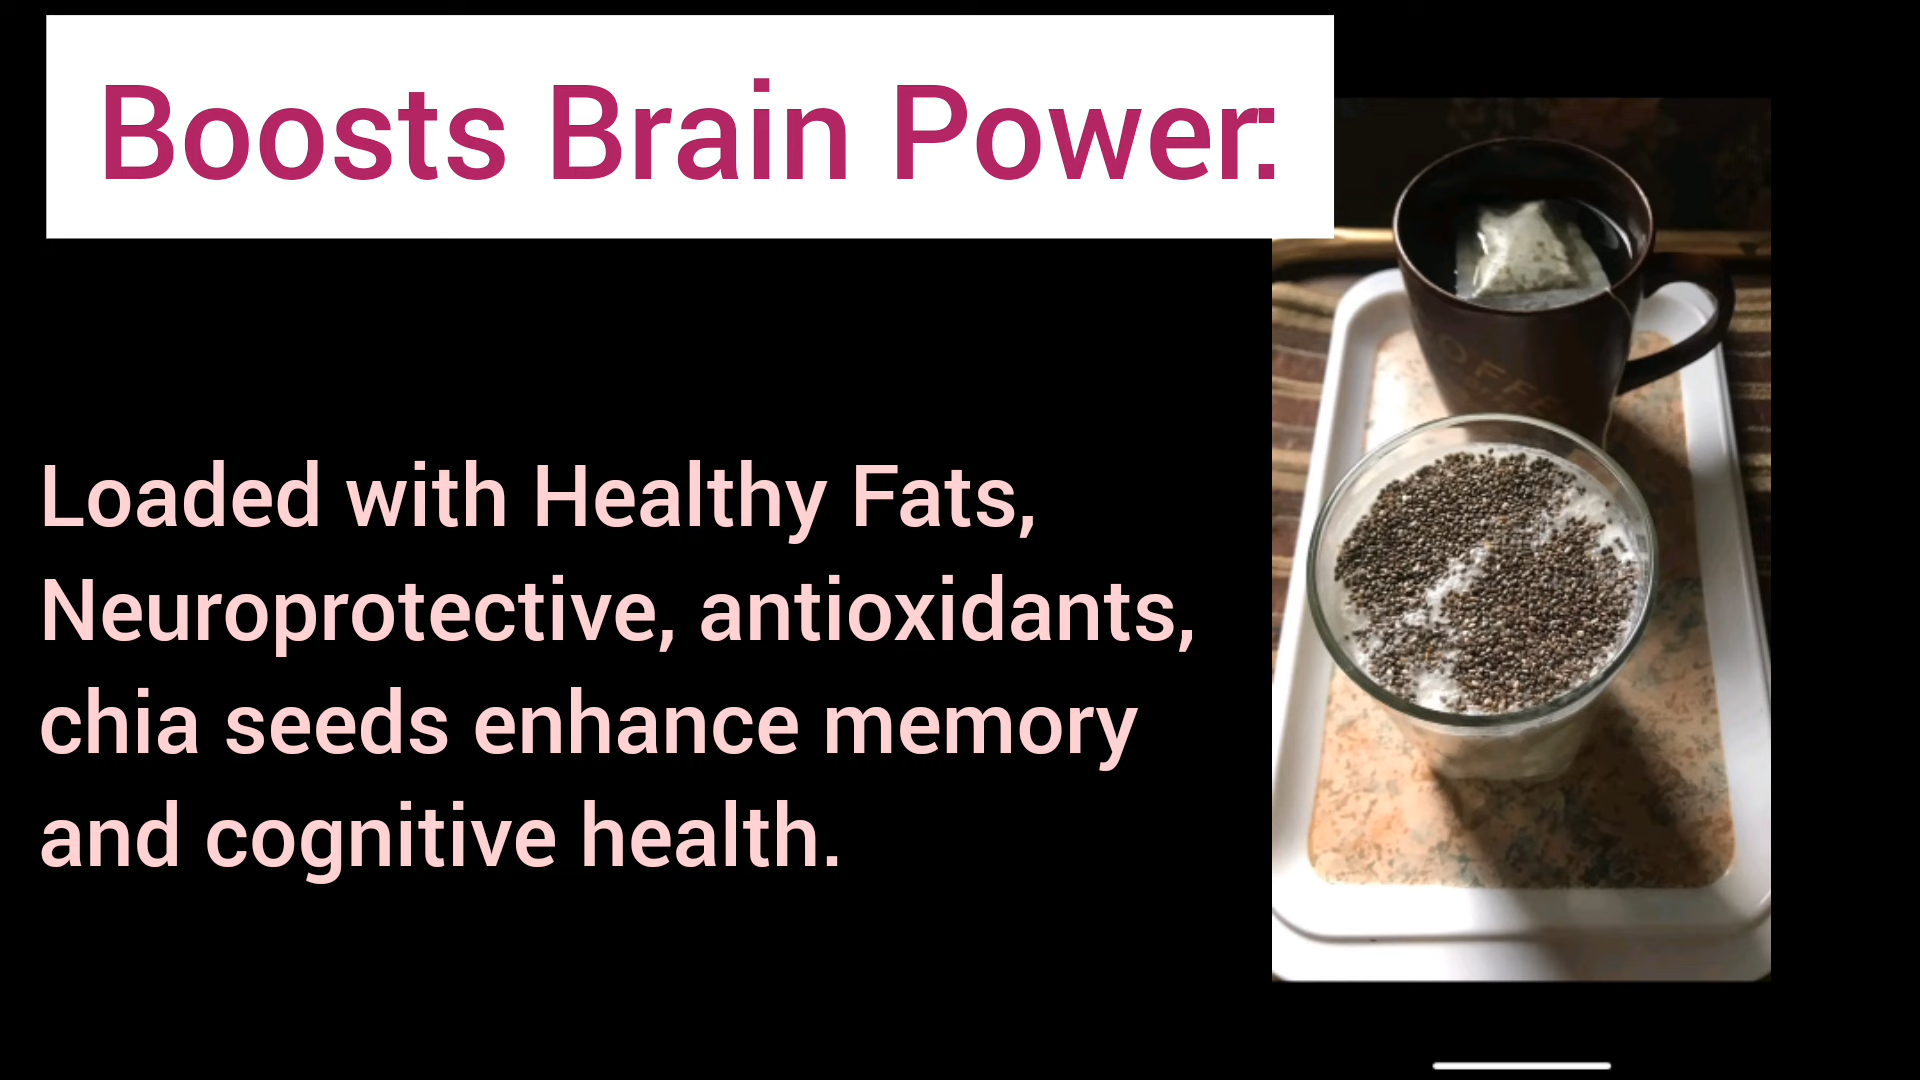 Boosts Brain Power:
Loaded with Healthy Fats,
Neuroprotective, antioxidants,
chia seeds enhance memory
and cognitive health.